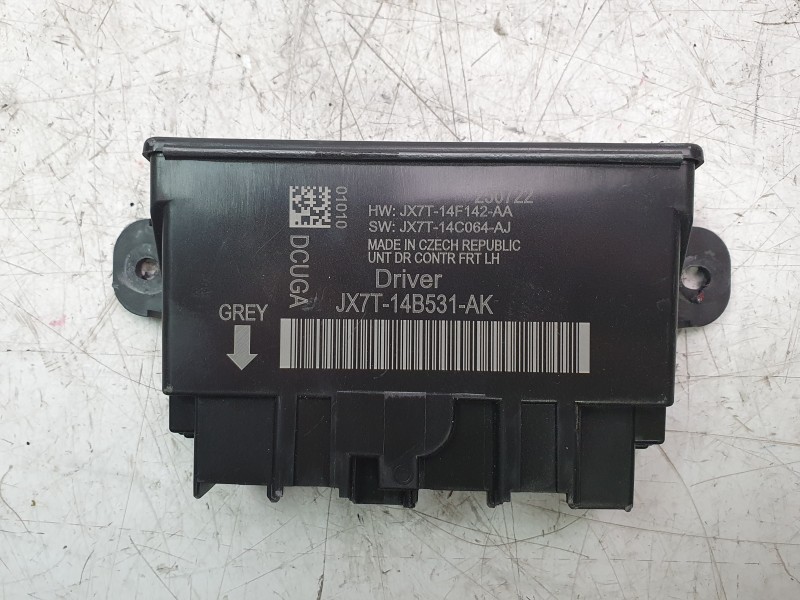 250722
HW: JX7T-14F142-AA
SW: JX7T-14C064-AJ
MADE IN CZECH REPUBLIC
UNT DR CONTR FRT LH
Driver
JX7T-14B531-AK
01010
DCUGA
GREY